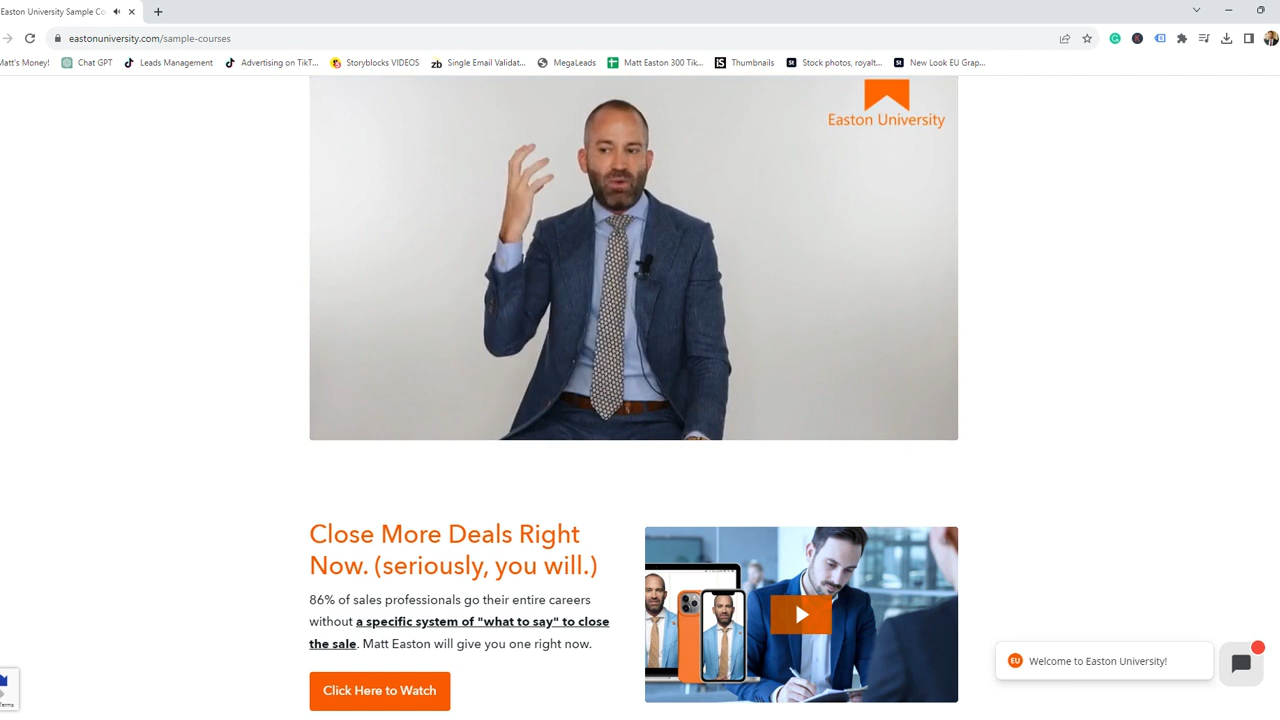 Easton University Sample Co
eastonuniversity.com/sample-courses
Matt's Money!
Chat GPT
Leads Management
Advertising on TikT...
Storyblocks VIDEOS
Single Email Validat...
MegaLeads
Matt Easton 300 Tik...
Thumbnails
Stock photos, royalt...
New Look EU Grap...
Easton University
Close More Deals Right
Now. (seriously, you will.)
86% of sales professionals go their entire careers
without a specific system of "what to say" to close
the sale. Matt Easton will give you one right now.
Click Here to Watch
EU Welcome to Easton University!
Terms